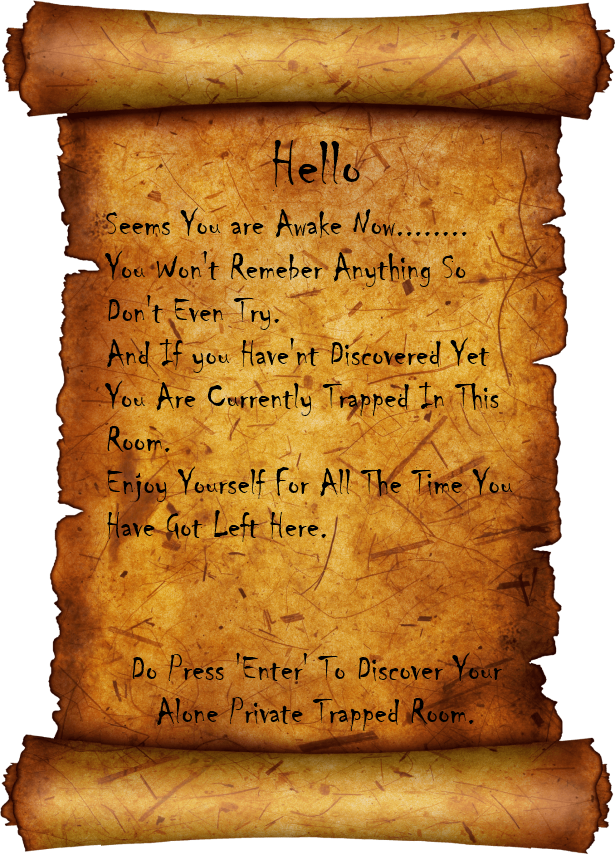 Hello
Seems You are Awake Now........
You Won't Remeber Anything So
Don't Even Try.
And If you Have'nt Discovered Yet
You Are Currently Trapped In This
Room.
Enjoy Yourself For All The Time You
Have Got Left Here.
Do Press 'Enter' To Discover Your
Alone Private Trapped Room.